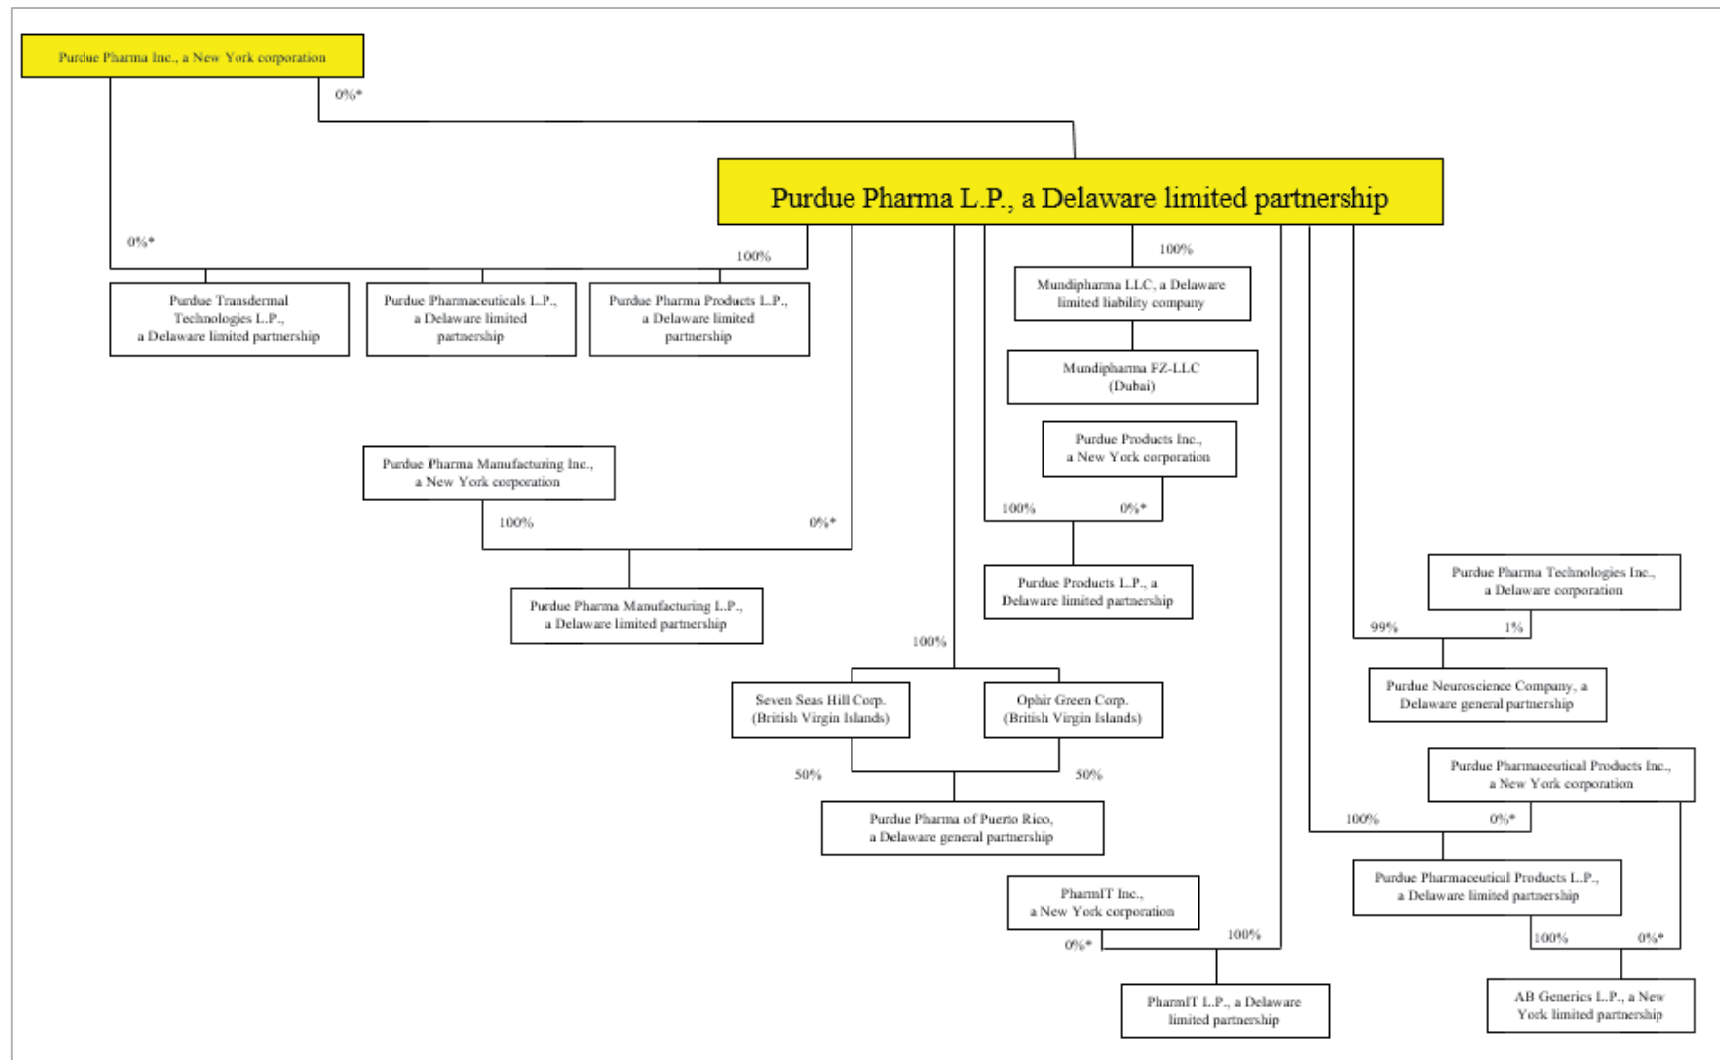 Purdue Pharma Inc., a New York corporation
0%*
Purdue Pharma L.P., a Delaware limited partnership
0%*
100%
100%
Purdue Transdermal
Technologies L.P.,
a Delaware limited partnership
Purdue Pharmaceuticals L.P.,
a Delaware limited
partnership
Purdue Pharma Products L.P.,
a Delaware limited
partnership
Mundipharma LLC, a Delaware
limited liability company
Mundipharma FZ-LLC
(Dubai)
Purdue Products Inc.,
a New York corporation
Purdue Pharma Manufacturing Inc.,
a New York corporation
100%
0%*
100%
0%*
Purdue Pharma Manufacturing L.P.,
a Delaware limited partnership
Purdue Products L.P., a
Delaware limited partnership
Purdue Pharma Technologies Inc.,
a Delaware corporation
99%
1%
100%
Seven Seas Hill Corp.
(British Virgin Islands)
Ophir Green Corp.
(British Virgin Islands)
Purdue Neuroscience Company, a
Delaware general partnership
50%
50%
Purdue Pharmaceutical Products Inc.,
a New York corporation
Purdue Pharma of Puerto Rico,
a Delaware general partnership
100%
0%*
Purdue Pharmaceutical Products L.P.,
a Delaware limited partnership
PharmIT Inc.,
a New York corporation
0%*
100%
100%
0%*
PharmIT L.P., a Delaware
limited partnership
AB Generics L.P., a New
York limited partnership